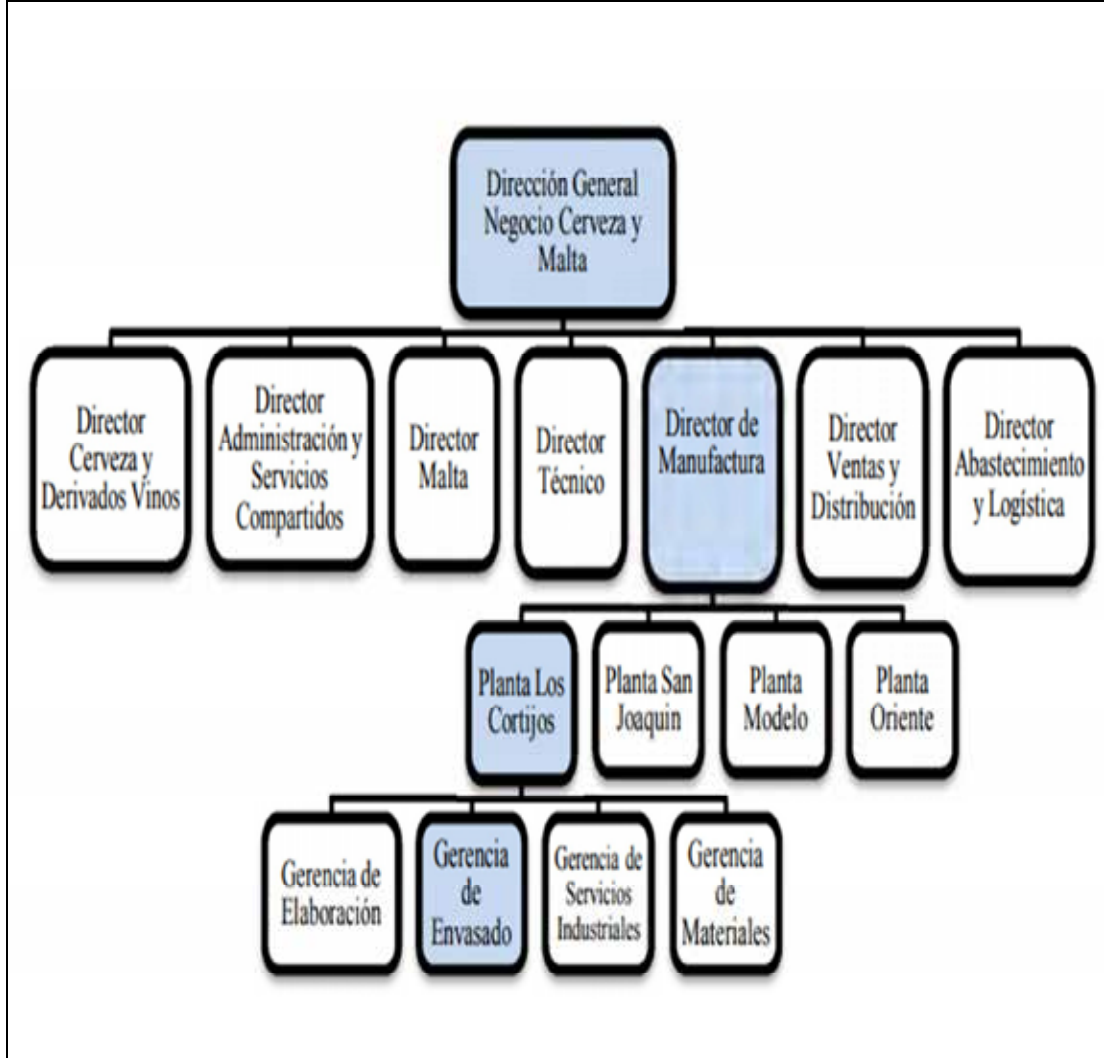 Dirección General
Negocio Cerveza y
Malta
Director
Cerveza y
Derivados Vinos
Director
Administración y
Servicios
Compartidos
Director
Malta
Director
Técnico
Director de
Manufactura
Director
Ventas y
Distribución
Director
Abastecimiento
y Logística
Planta Los
Cortijos
Planta San
Joaquin
Planta
Modelo
Planta
Oriente
Gerencia de
Elaboración
Gerencia
de
Envasado
Gerencia de
Servicios
Industriales
Gerencia
de
Materiales